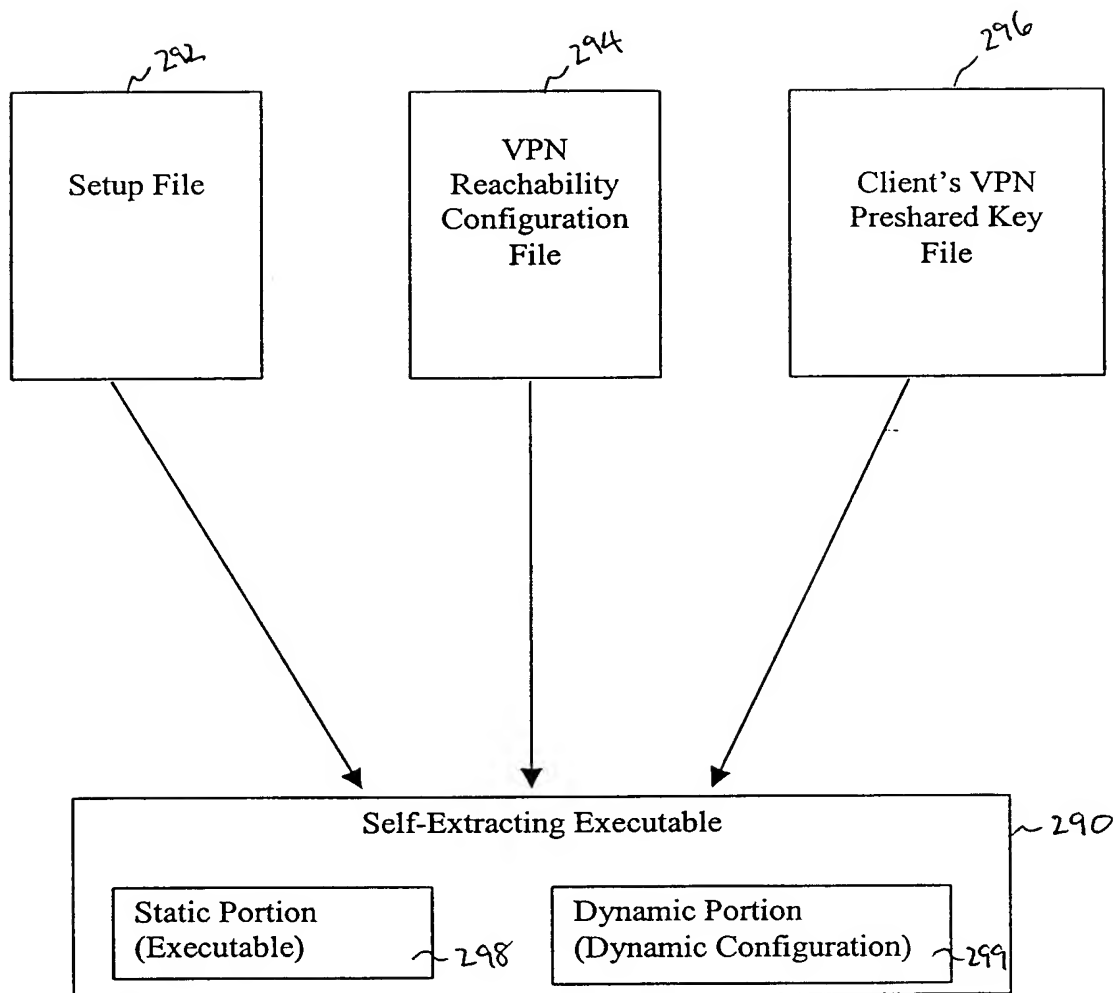 292
294
296
Setup File
VPN
Reachability
Configuration
File
Client's VPN
Preshared Key
File
Self-Extracting Executable
290
Static Portion
(Executable)
298
Dynamic Portion
(Dynamic Configuration)
299